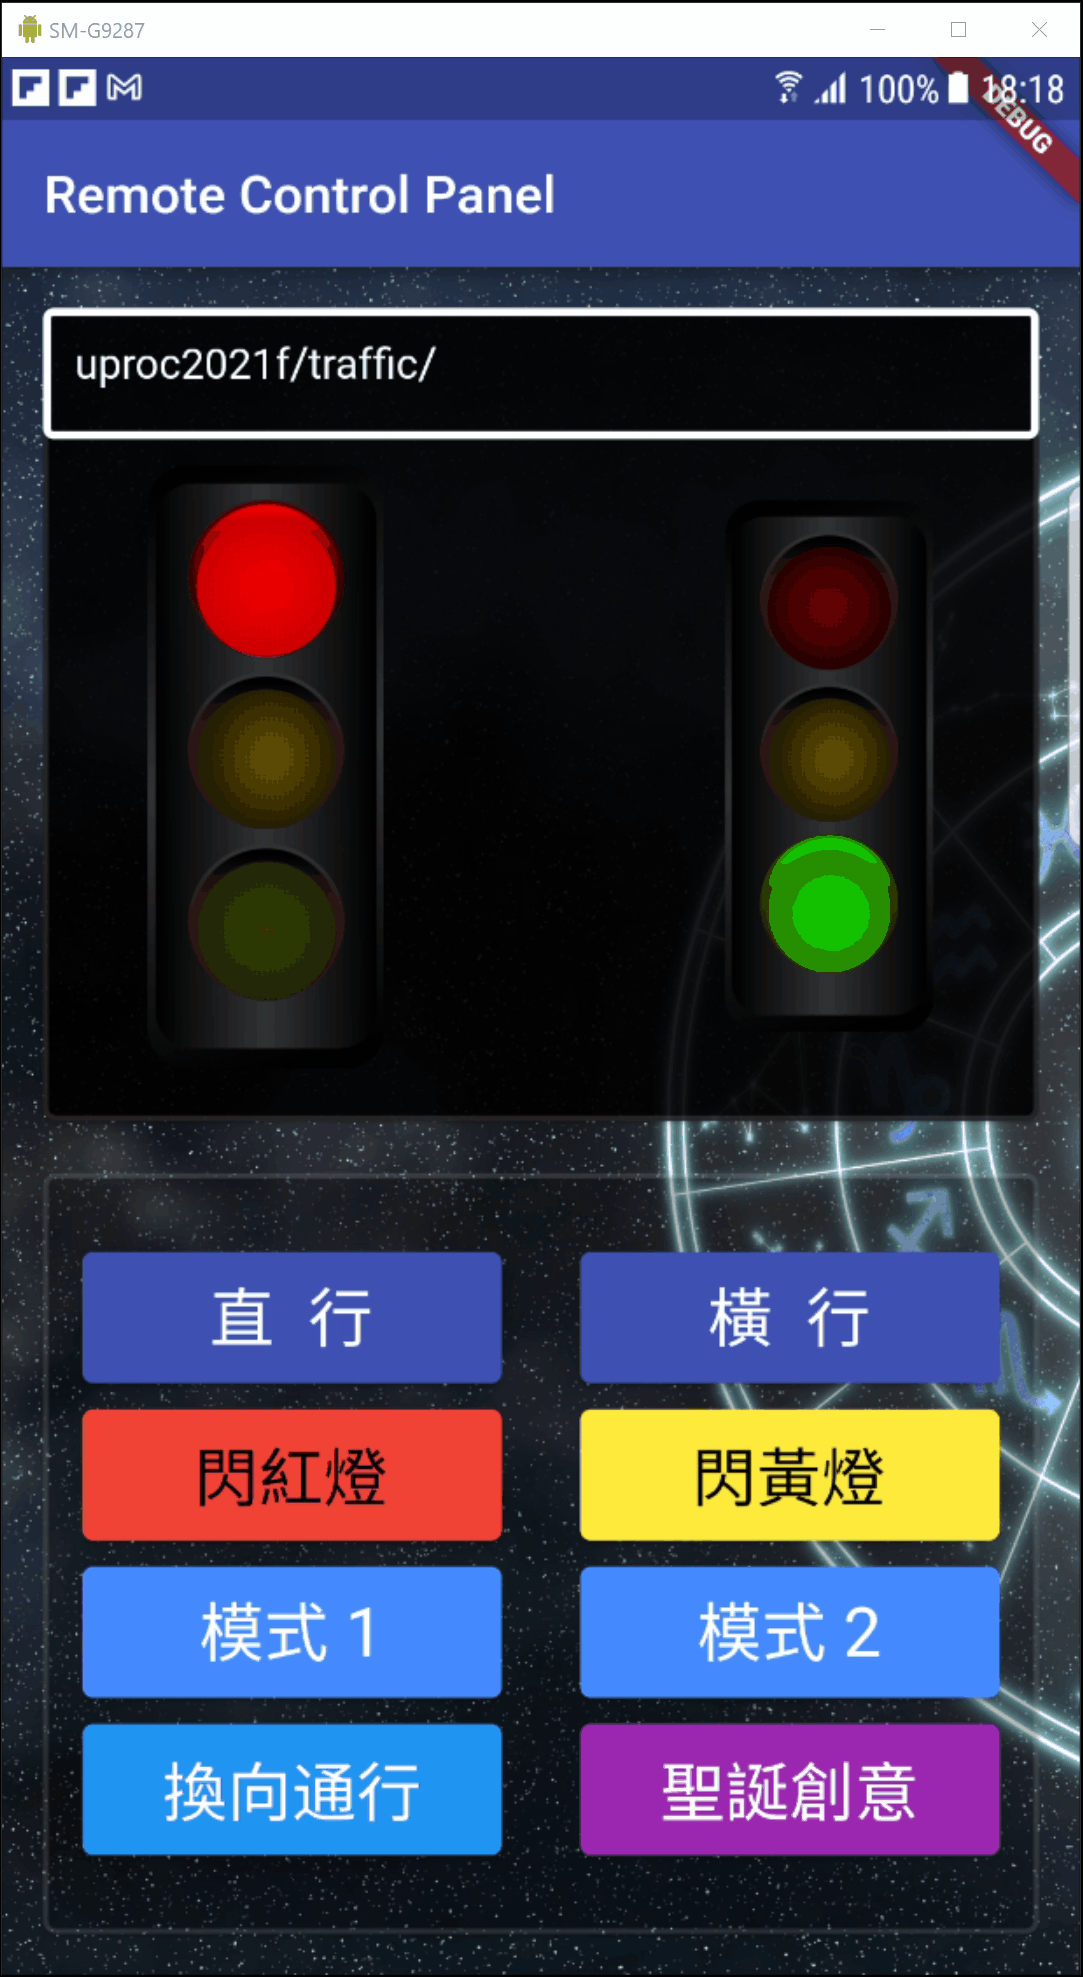 SM-G9287
100% 18:18
DEBUG
Remote Control Panel
uproc2021f/traffic/
直 行
橫 行
閃紅燈
閃黃燈
模式 1
模式 2
換向通行
聖誕創意